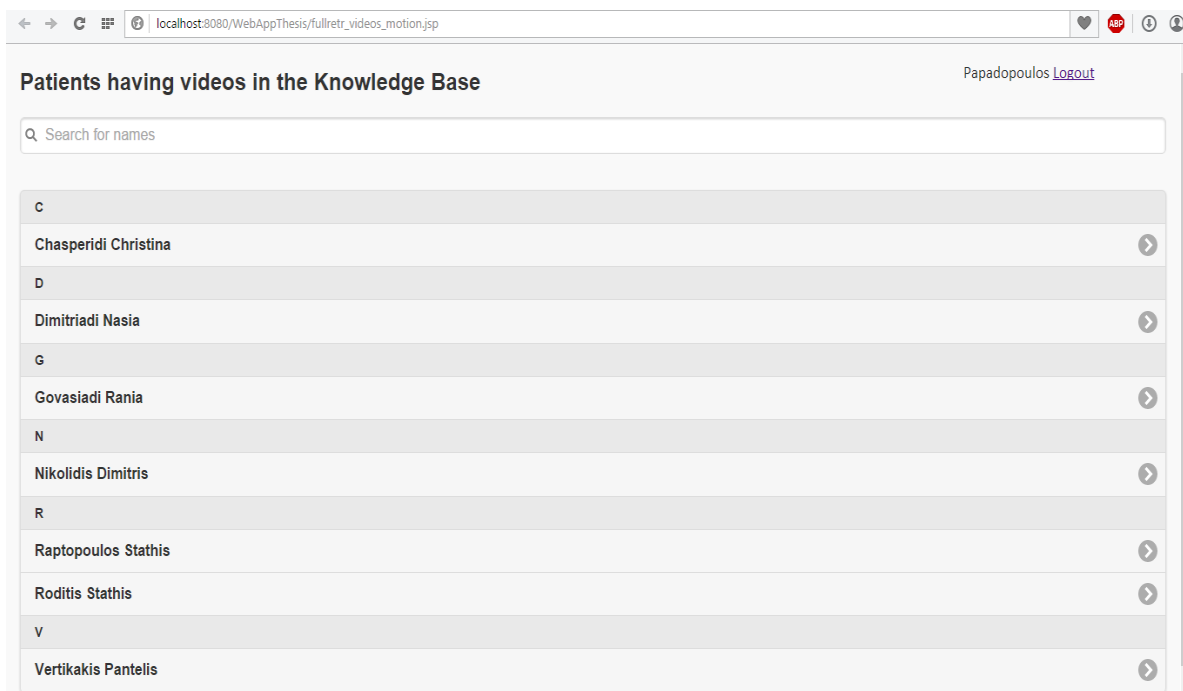 localhost:8080/WebAppThesis/fullretr_videos_motion.jsp
ABP
Patients having videos in the Knowledge Base
Papadopoulos Logout
Search for names
C
Chasperidi Christina
D
Dimitriadi Nasia
G
Govasiadi Rania
N
Nikolidis Dimitris
R
Raptopoulos Stathis
Roditis Stathis
V
Vertikakis Pantelis